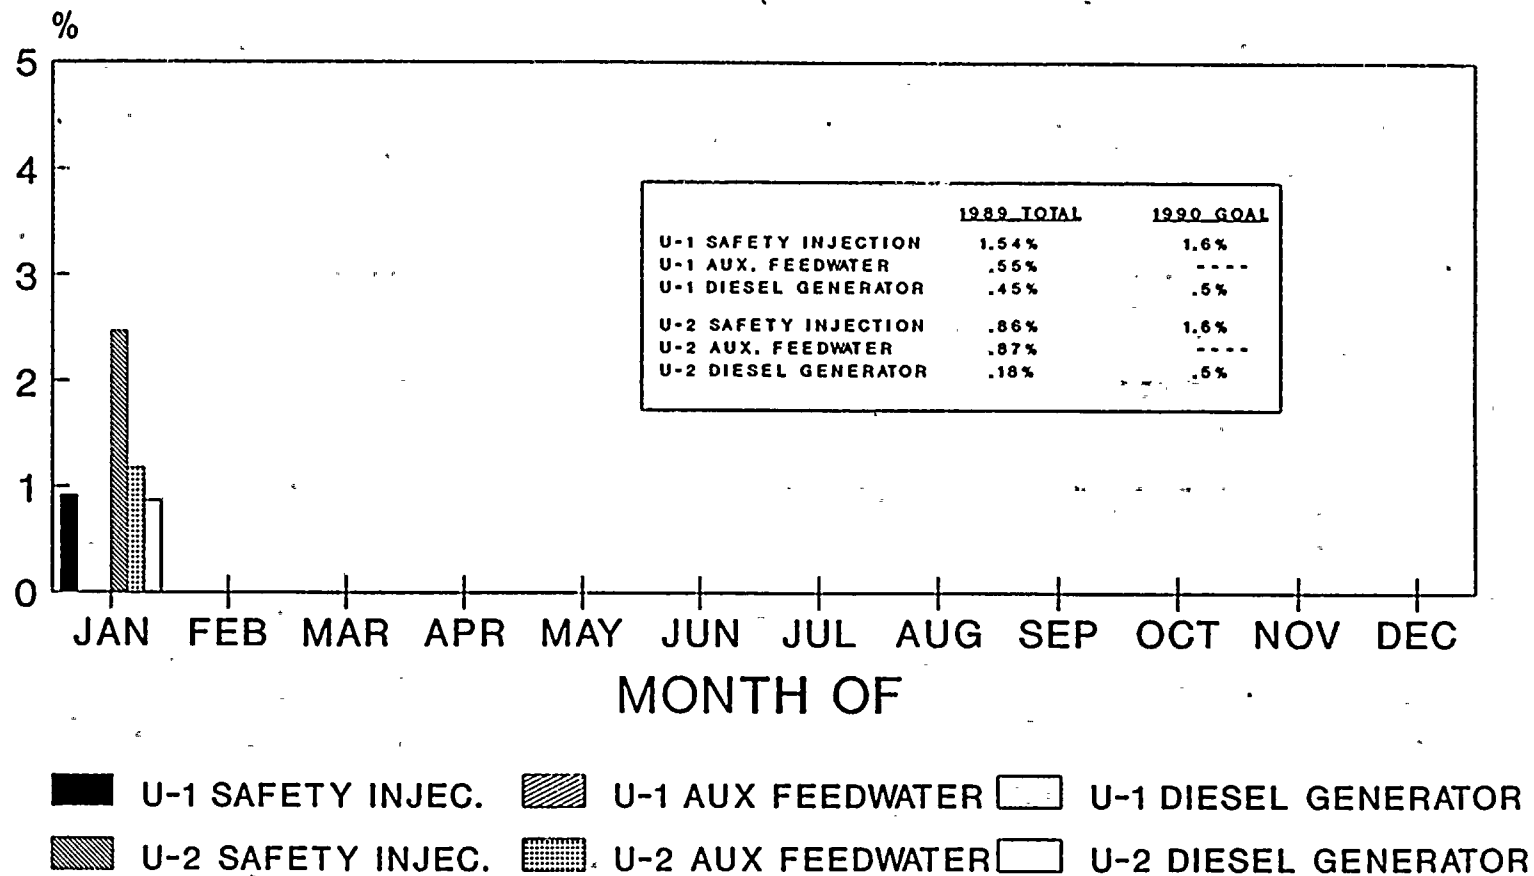 %
5
4
3
2
1
0
1989 TOTAL 1990 GOAL
U-1 SAFETY INJECTION 1.54% 1.6%
U-1 AUX. FEEDWATER .55% ----
U-1 DIESEL GENERATOR .45% .5%
U-2 SAFETY INJECTION .86% 1.6%
U-2 AUX. FEEDWATER .87% ----
U-2 DIESEL GENERATOR .18% .5%
JAN FEB MAR APR MAY JUN JUL AUG SEP OCT NOV DEC
MONTH OF
U-1 SAFETY INJEC. U-1 AUX FEEDWATER U-1 DIESEL GENERATOR
U-2 SAFETY INJEC. U-2 AUX FEEDWATER U-2 DIESEL GENERATOR